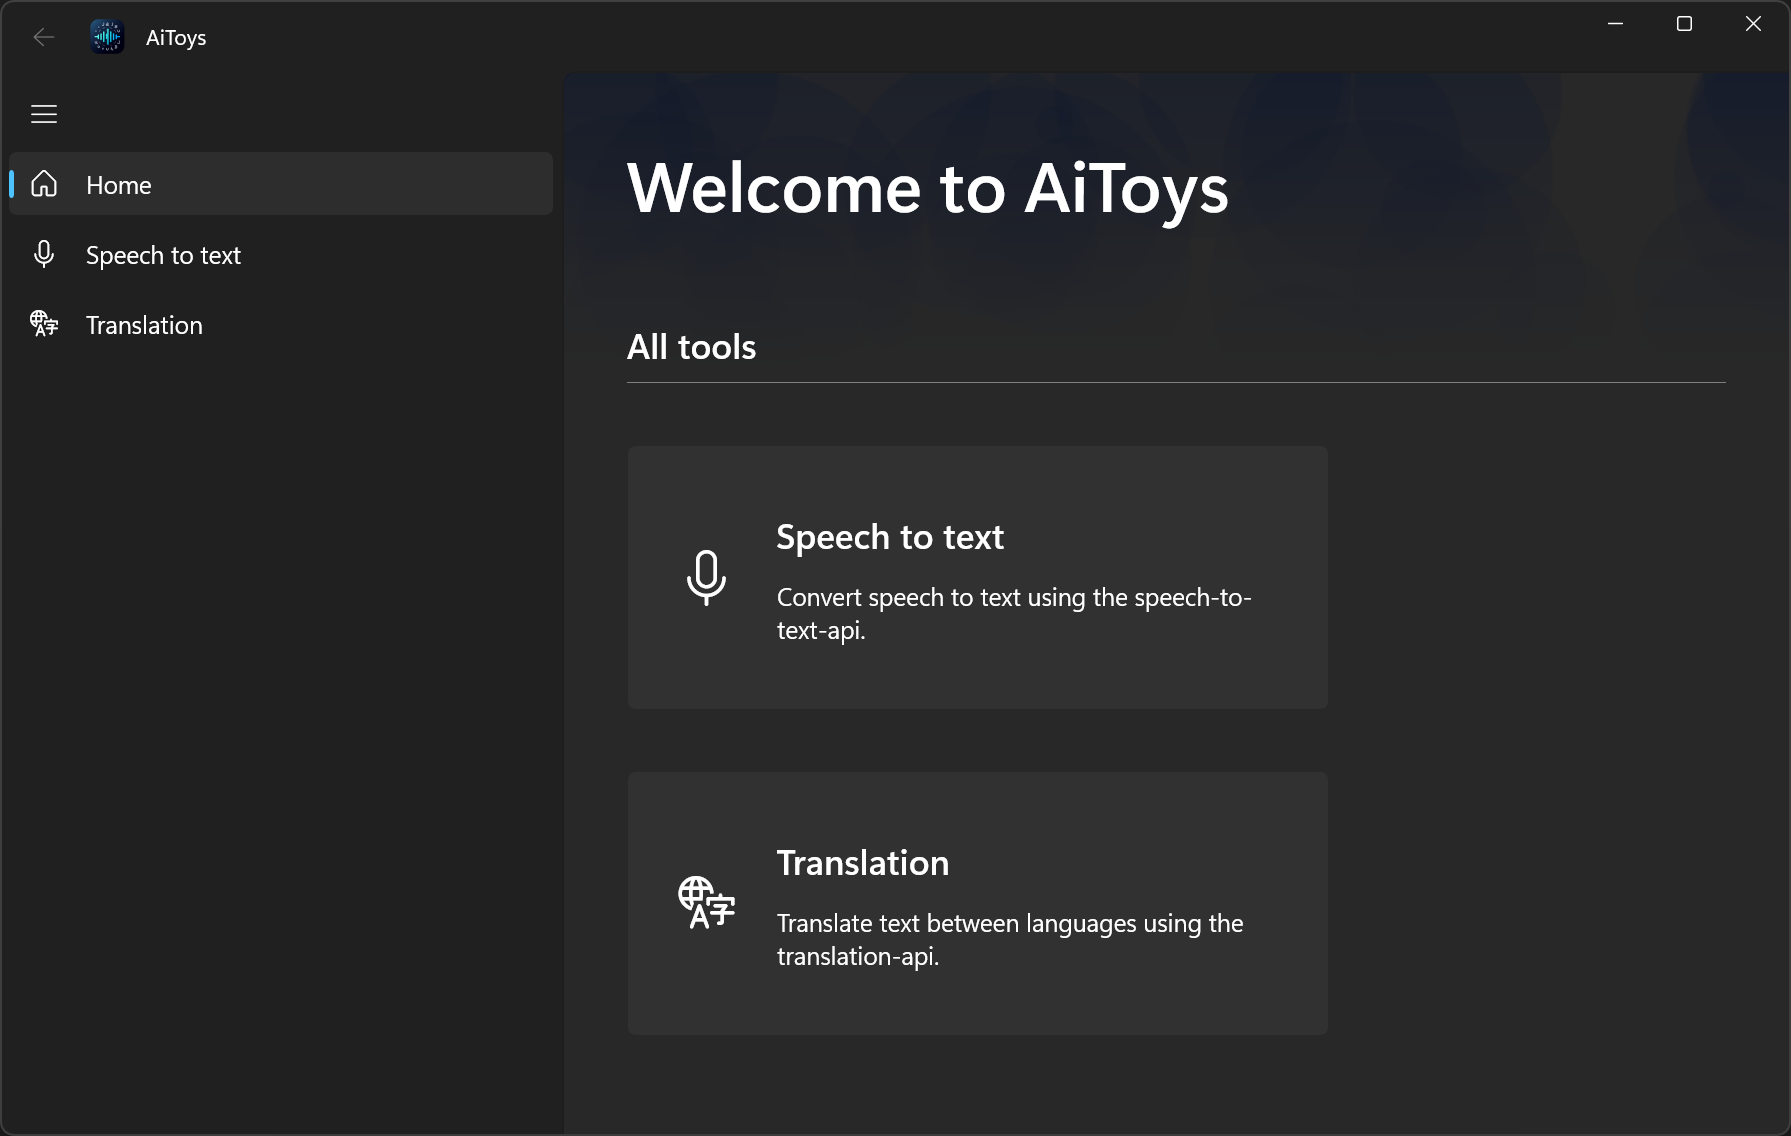 AiToys
Home
Speech to text
Translation
Welcome to AiToys
All tools
Speech to text
Convert speech to text using the speech-to-
text-api.
Translation
Translate text between languages using the
translation-api.